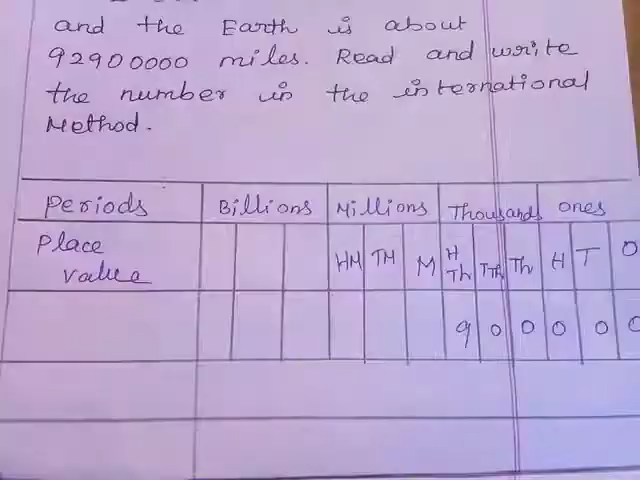 and the Earth is about
92900000 miles. Read and write
the number in the international
Method.
Periods Billions Millions Thousands ones
Place value HM TM M H Th TTh Th H T O
9 0 0 0 0 0